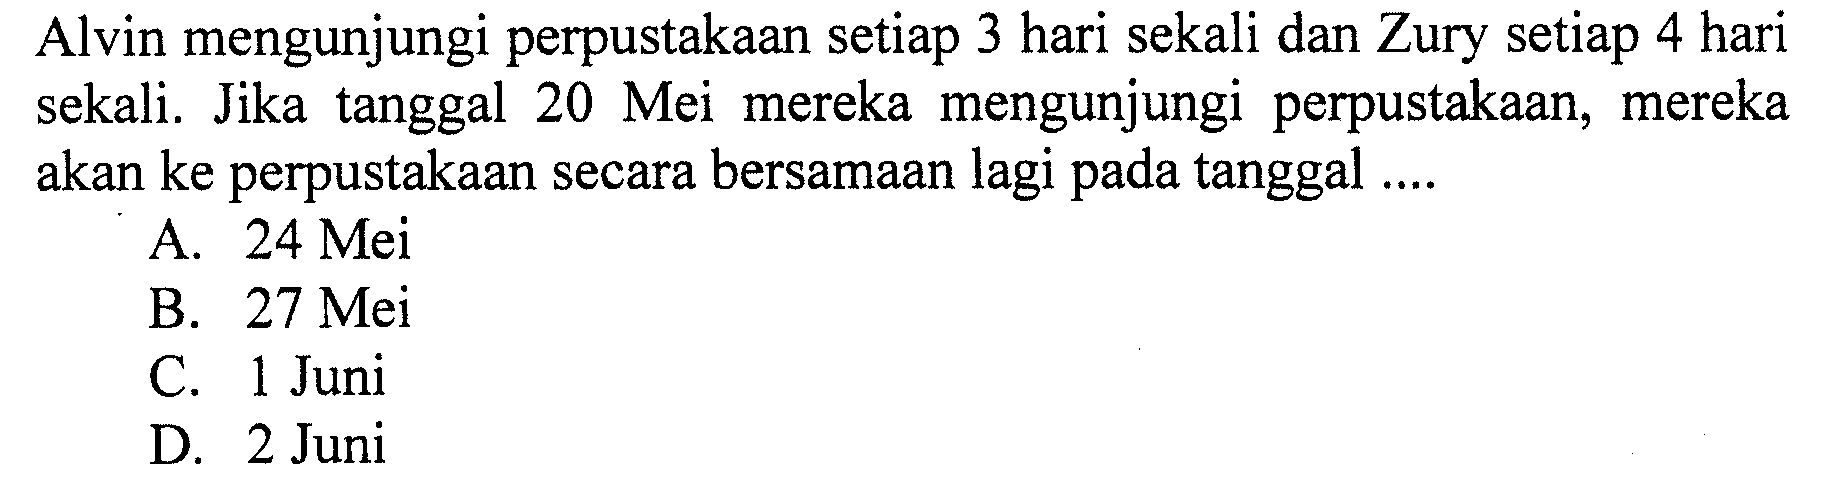 Alvin mengunjungi perpustakaan setiap 3 hari sekali dan Zury setiap 4 hari
sekali. Jika tanggal 20 Mei mereka mengunjungi perpustakaan, mereka
akan ke perpustakaan secara bersamaan lagi pada tanggal ....
A. 24 Mei
B. 27 Mei
C. 1 Juni
D. 2 Juni